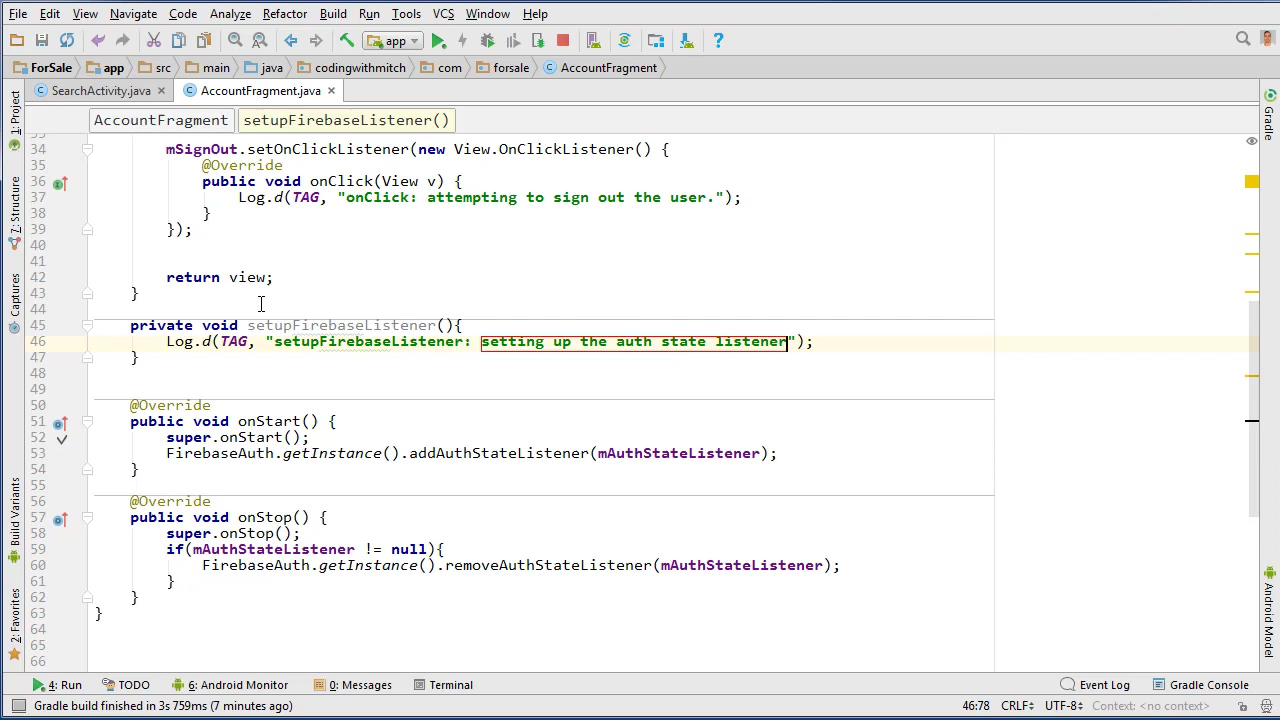 File Edit View Navigate Code Analyze Refactor Build Run Tools VCS Window Help
app
ForSale app src main java codingwithmitch com forsale AccountFragment
SearchActivity.java AccountFragment.java
AccountFragment setupFirebaseListener()
34 mSignOut.setOnClickListener(new View.OnClickListener() {
35 @Override
36 public void onClick(View v) {
37 Log.d(TAG, "onClick: attempting to sign out the user.");
38 }
39 });
40
41
42 return view;
43 }
44
45 private void setupFirebaseListener(){
46 Log.d(TAG, "setupFirebaseListener: setting up the auth state listener");
47 }
48
49
50 @Override
51 public void onStart() {
52 super.onStart();
53 FirebaseAuth.getInstance().addAuthStateListener(mAuthStateListener);
54 }
55
56 @Override
57 public void onStop() {
58 super.onStop();
59 if(mAuthStateListener != null){
60 FirebaseAuth.getInstance().removeAuthStateListener(mAuthStateListener);
61 }
62 }
63 }
64
65
66
1: Project
7: Structure
Captures
Build Variants
2: Favorites
Gradle
Android Model
4: Run TODO 6: Android Monitor 0: Messages Terminal Event Log Gradle Console
Gradle build finished in 3s 759ms (7 minutes ago) 46:78 CRLF UTF-8 Context: <no context>